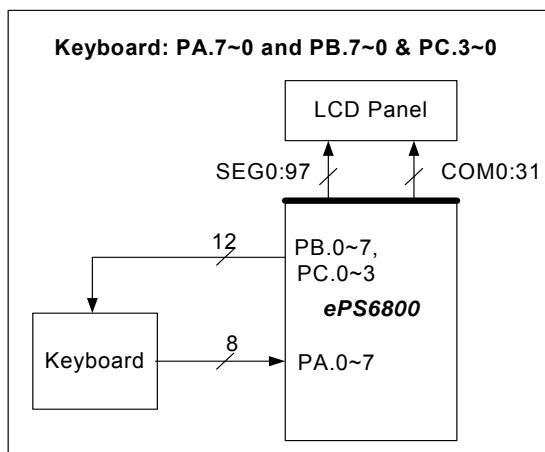 Keyboard: PA.7~0 and PB.7~0 & PC.3~0
LCD Panel
SEG0:97
COM0:31
12
PB.0~7,
PC.0~3
ePS6800
Keyboard
8
PA.0~7